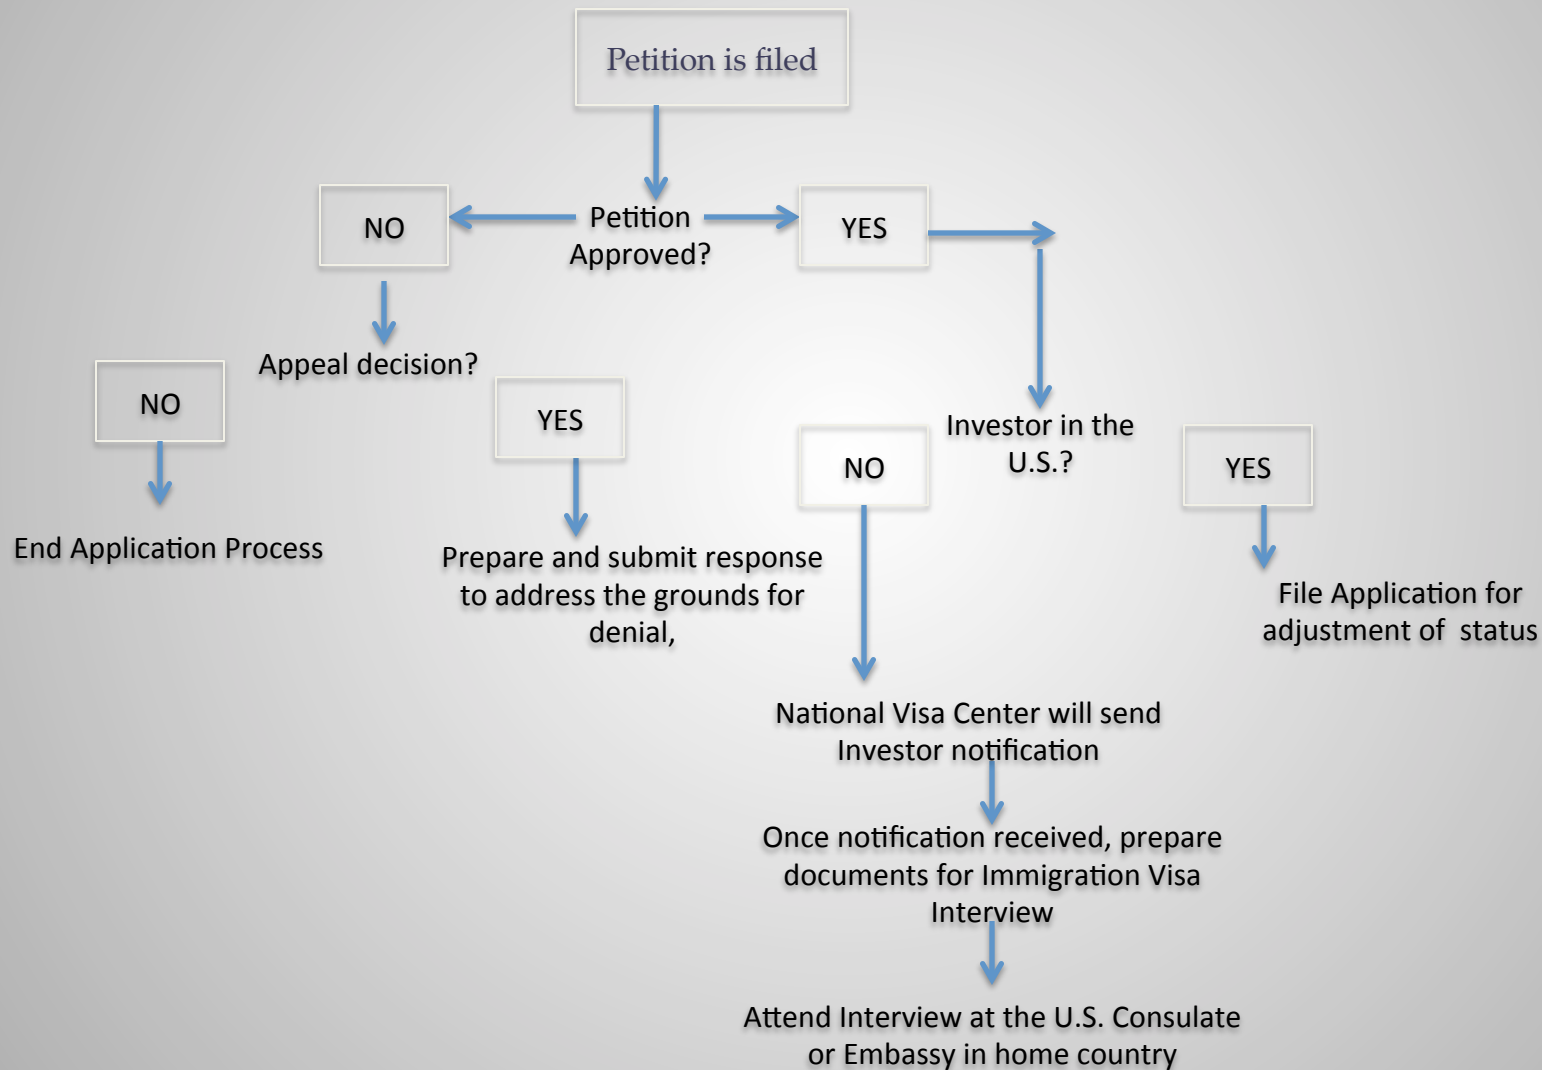 Petition is filed
NO
Petition
Approved?
YES
Appeal decision?
NO
YES
End Application Process
Prepare and submit response
to address the grounds for
denial,
Investor in the
U.S.?
NO
YES
File Application for
adjustment of  status
National Visa Center will send
Investor notification
Once notification received, prepare
documents for Immigration Visa
Interview
Attend Interview at the U.S. Consulate
or Embassy in home country